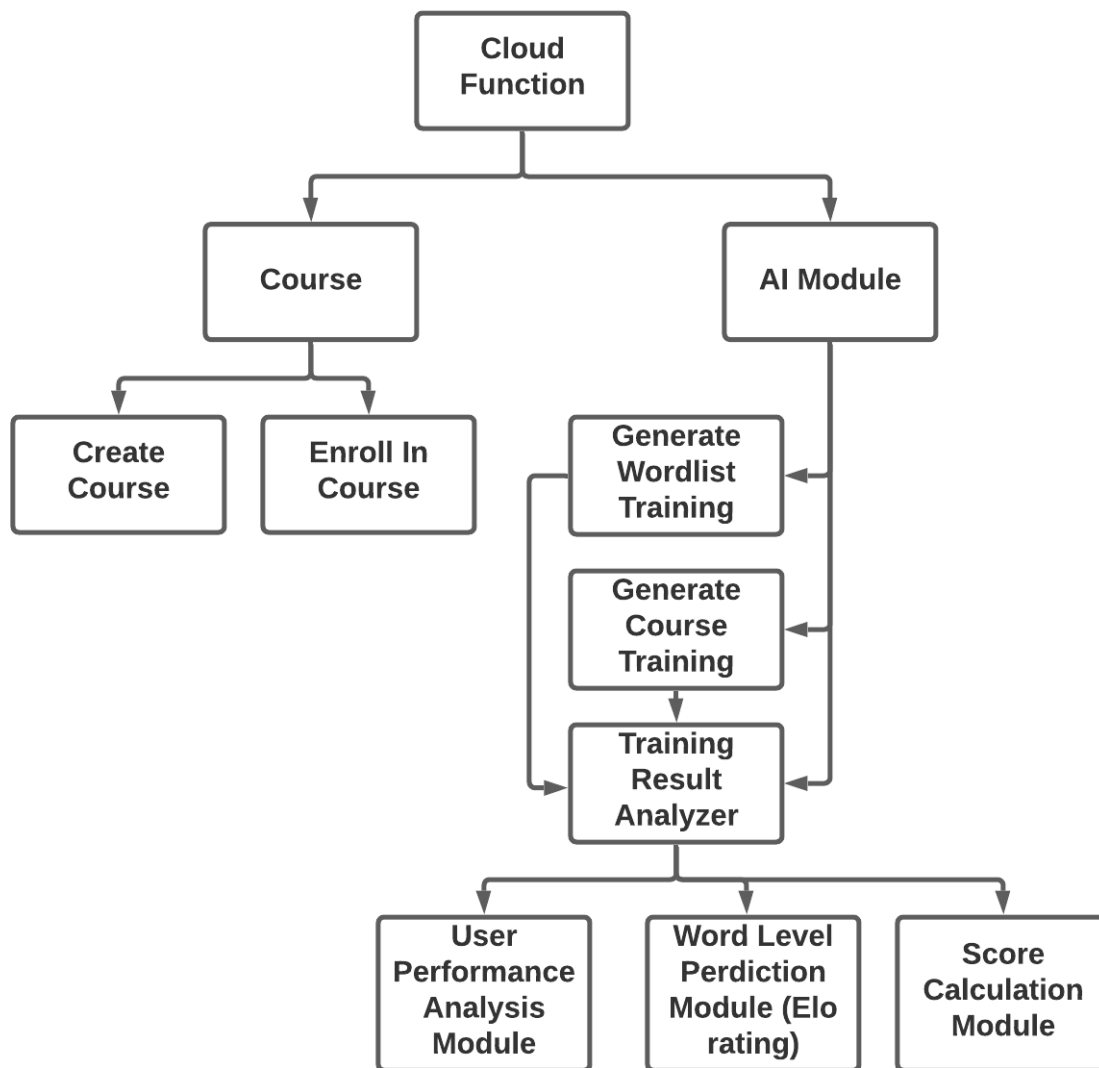 Cloud
Function
Course
AI Module
Create
Course
Enroll In
Course
Generate
Wordlist
Training
Generate
Course
Training
Training
Result
Analyzer
User
Performance
Analysis
Module
Word Level
Perdiction
Module (Elo
rating)
Score
Calculation
Module